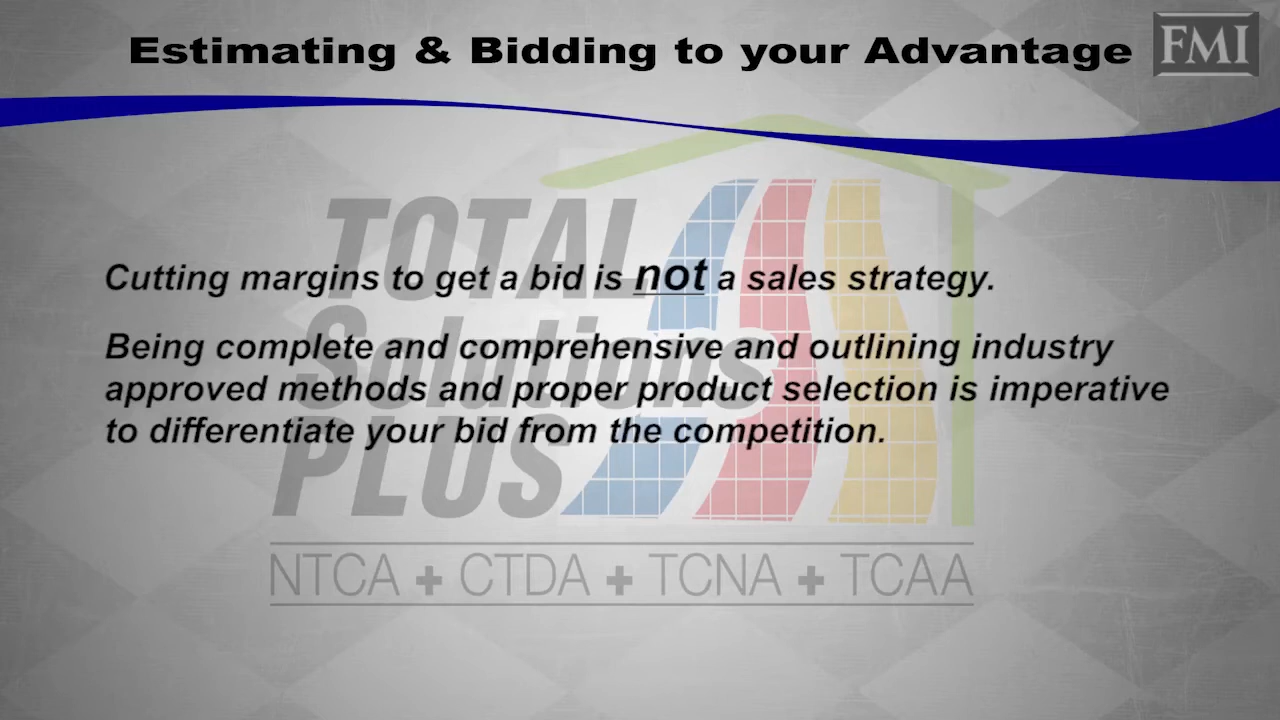 Estimating & Bidding to your Advantage
FMI
Cutting margins to get a bid is not a sales strategy.
Being complete and comprehensive and outlining industry
approved methods and proper product selection is imperative
to differentiate your bid from the competition.
TOTAL
Solutions
PLUS
NTCA + CTDA + TCNA + TCAA